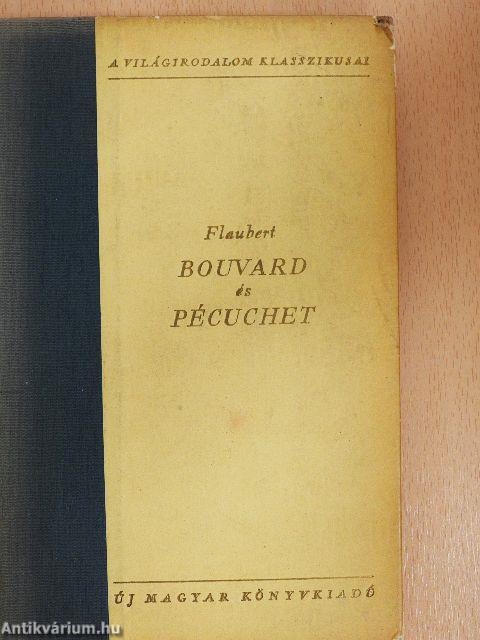 A VILÁGIRODALOM KLASSZIKUSAI
Flaubert
BOUVARD
és
PÉCUCHET
ÚJ MAGYAR KÖNYVKIADÓ
Antikvárium.hu